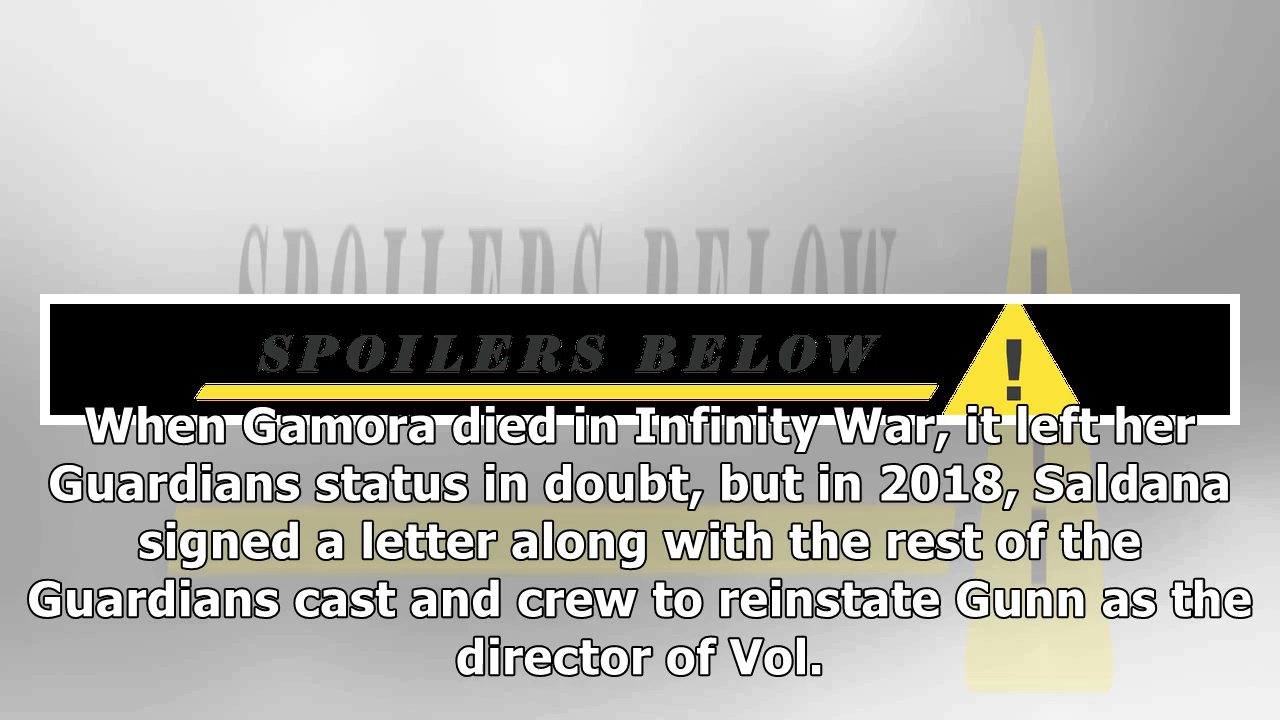 SPOILERS BELOW
SPOILERS BELOW
!
When Gamora died in Infinity War, it left her
Guardians status in doubt, but in 2018, Saldana
signed a letter along with the rest of the
Guardians cast and crew to reinstate Gunn as the
director of Vol.